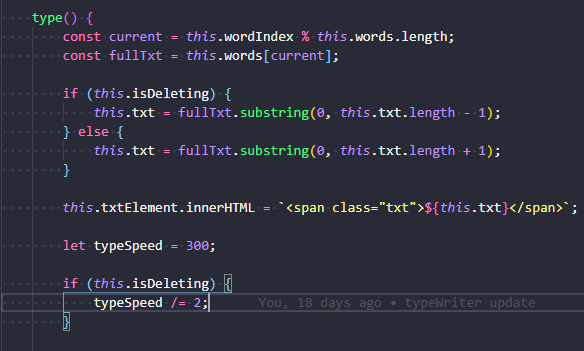 type() {
const current = this.wordIndex % this.words.length;
const fullTxt = this.words[current];
if (this.isDeleting) {
this.txt = fullTxt.substring(0, this.txt.length - 1);
} else {
this.txt = fullTxt.substring(0, this.txt.length + 1);
}
this.txtElement.innerHTML = `<span class="txt">${this.txt}</span>`;
let typeSpeed = 300;
if (this.isDeleting) {
typeSpeed /= 2; You, 18 days ago • typeWriter update
}